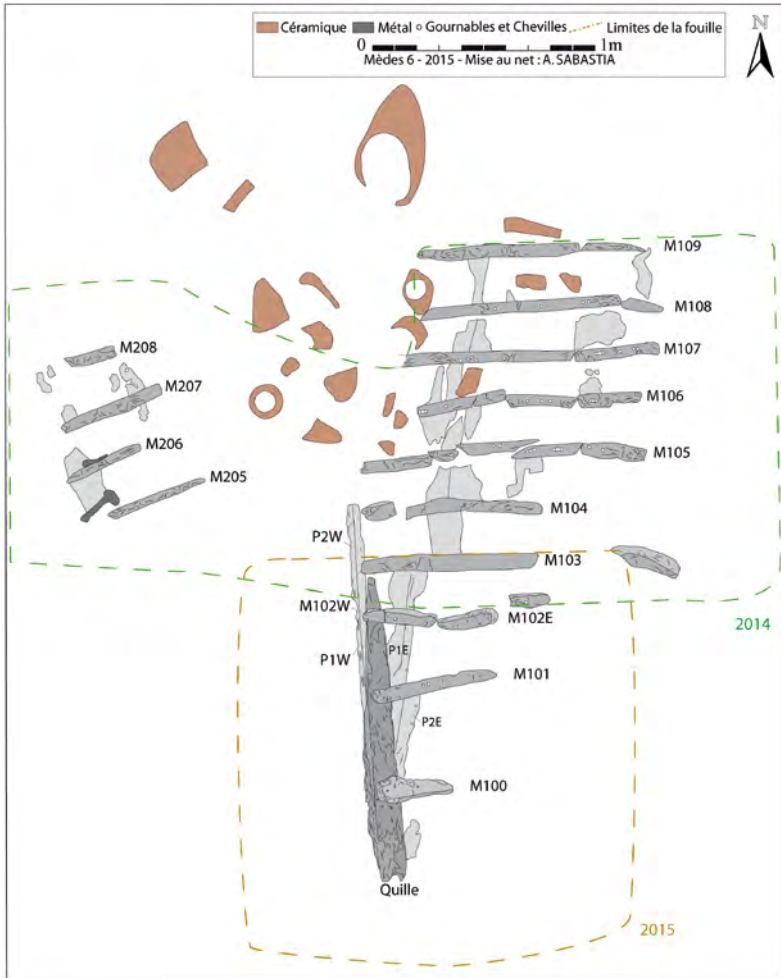 Céramique Métal Gournables et Chevilles Limites de la fouille
0 1m
Mèdes 6 - 2015 - Mise au net : A. SABASTIA
N
M109
M108
M107
M208
M207
M106
M206
M105
M205
M104
P2W
M103
M102W
M102E
2014
P1E
P1W
M101
P2E
M100
Quille
2015